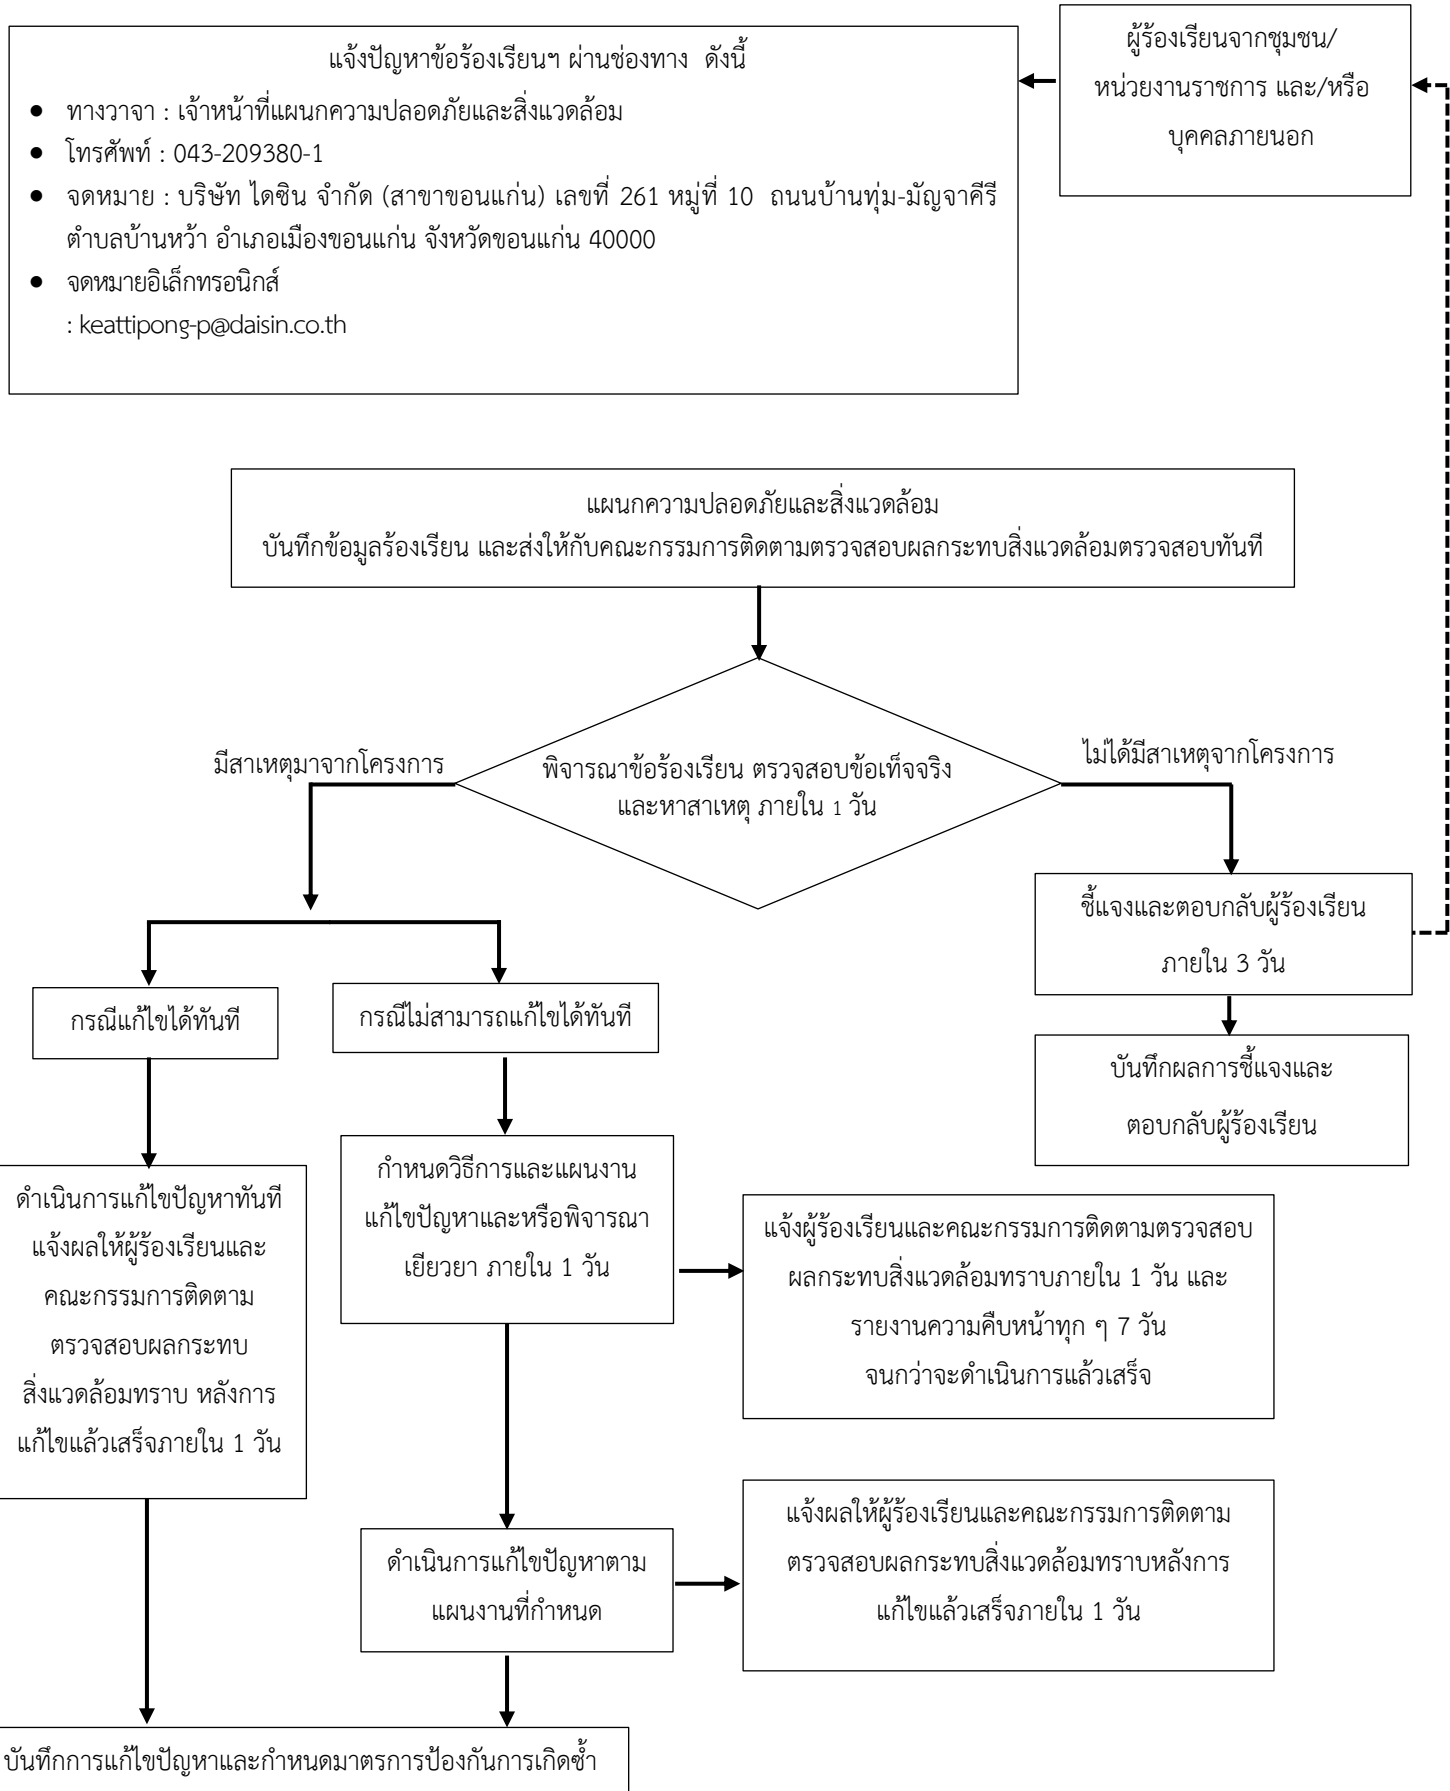 ผู้ร้องเรียนจากชุมชน/
หน่วยงานราชการ และ/หรือ
บุคคลภายนอก
แจ้งปัญหาข้อร้องเรียนฯ ผ่านช่องทาง ดังนี้
● ทางวาจา : เจ้าหน้าที่แผนกความปลอดภัยและสิ่งแวดล้อม
● โทรศัพท์ : 043-209380-1
● จดหมาย : บริษัท ไดซิน จำกัด (สาขาขอนแก่น) เลขที่ 261 หมู่ที่ 10 ถนนบ้านทุ่ม-มัญจาคีรี
ตำบลบ้านหว้า อำเภอเมืองขอนแก่น จังหวัดขอนแก่น 40000
● จดหมายอิเล็กทรอนิกส์
: keattipong-p@daisin.co.th
แผนกความปลอดภัยและสิ่งแวดล้อม
บันทึกข้อมูลร้องเรียน และส่งให้กับคณะกรรมการติดตามตรวจสอบผลกระทบสิ่งแวดล้อมตรวจสอบทันที
มีสาเหตุมาจากโครงการ
พิจารณาข้อร้องเรียน ตรวจสอบข้อเท็จจริง
และหาสาเหตุ ภายใน 1 วัน
ไม่ได้มีสาเหตุจากโครงการ
ชี้แจงและตอบกลับผู้ร้องเรียน
ภายใน 3 วัน
บันทึกผลการชี้แจงและ
ตอบกลับผู้ร้องเรียน
กรณีแก้ไขได้ทันที
กรณีไม่สามารถแก้ไขได้ทันที
ดำเนินการแก้ไขปัญหาทันที
แจ้งผลให้ผู้ร้องเรียนและ
คณะกรรมการติดตาม
ตรวจสอบผลกระทบ
สิ่งแวดล้อมทราบ หลังการ
แก้ไขแล้วเสร็จภายใน 1 วัน
กำหนดวิธีการและแผนงาน
แก้ไขปัญหาและหรือพิจารณา
เยียวยา ภายใน 1 วัน
แจ้งผู้ร้องเรียนและคณะกรรมการติดตามตรวจสอบ
ผลกระทบสิ่งแวดล้อมทราบภายใน 1 วัน และ
รายงานความคืบหน้าทุก ๆ 7 วัน
จนกว่าจะดำเนินการแล้วเสร็จ
ดำเนินการแก้ไขปัญหาตาม
แผนงานที่กำหนด
แจ้งผลให้ผู้ร้องเรียนและคณะกรรมการติดตาม
ตรวจสอบผลกระทบสิ่งแวดล้อมทราบหลังการ
แก้ไขแล้วเสร็จภายใน 1 วัน
บันทึกการแก้ไขปัญหาและกำหนดมาตรการป้องกันการเกิดซ้ำ